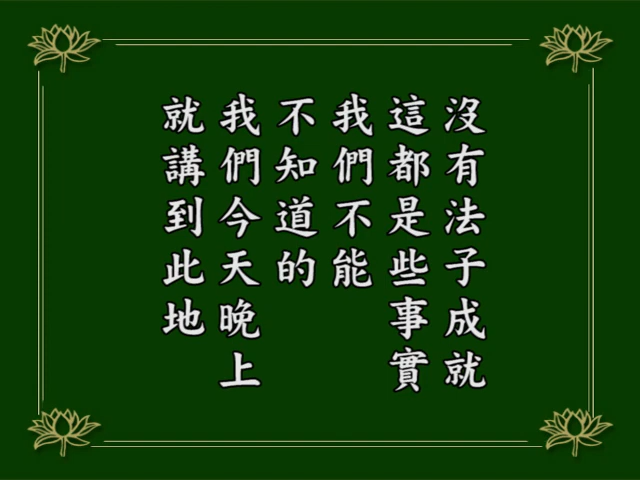 沒有法子成就
這都是些事實
我們不能
不知道的
我們今天晚上
就講到此地